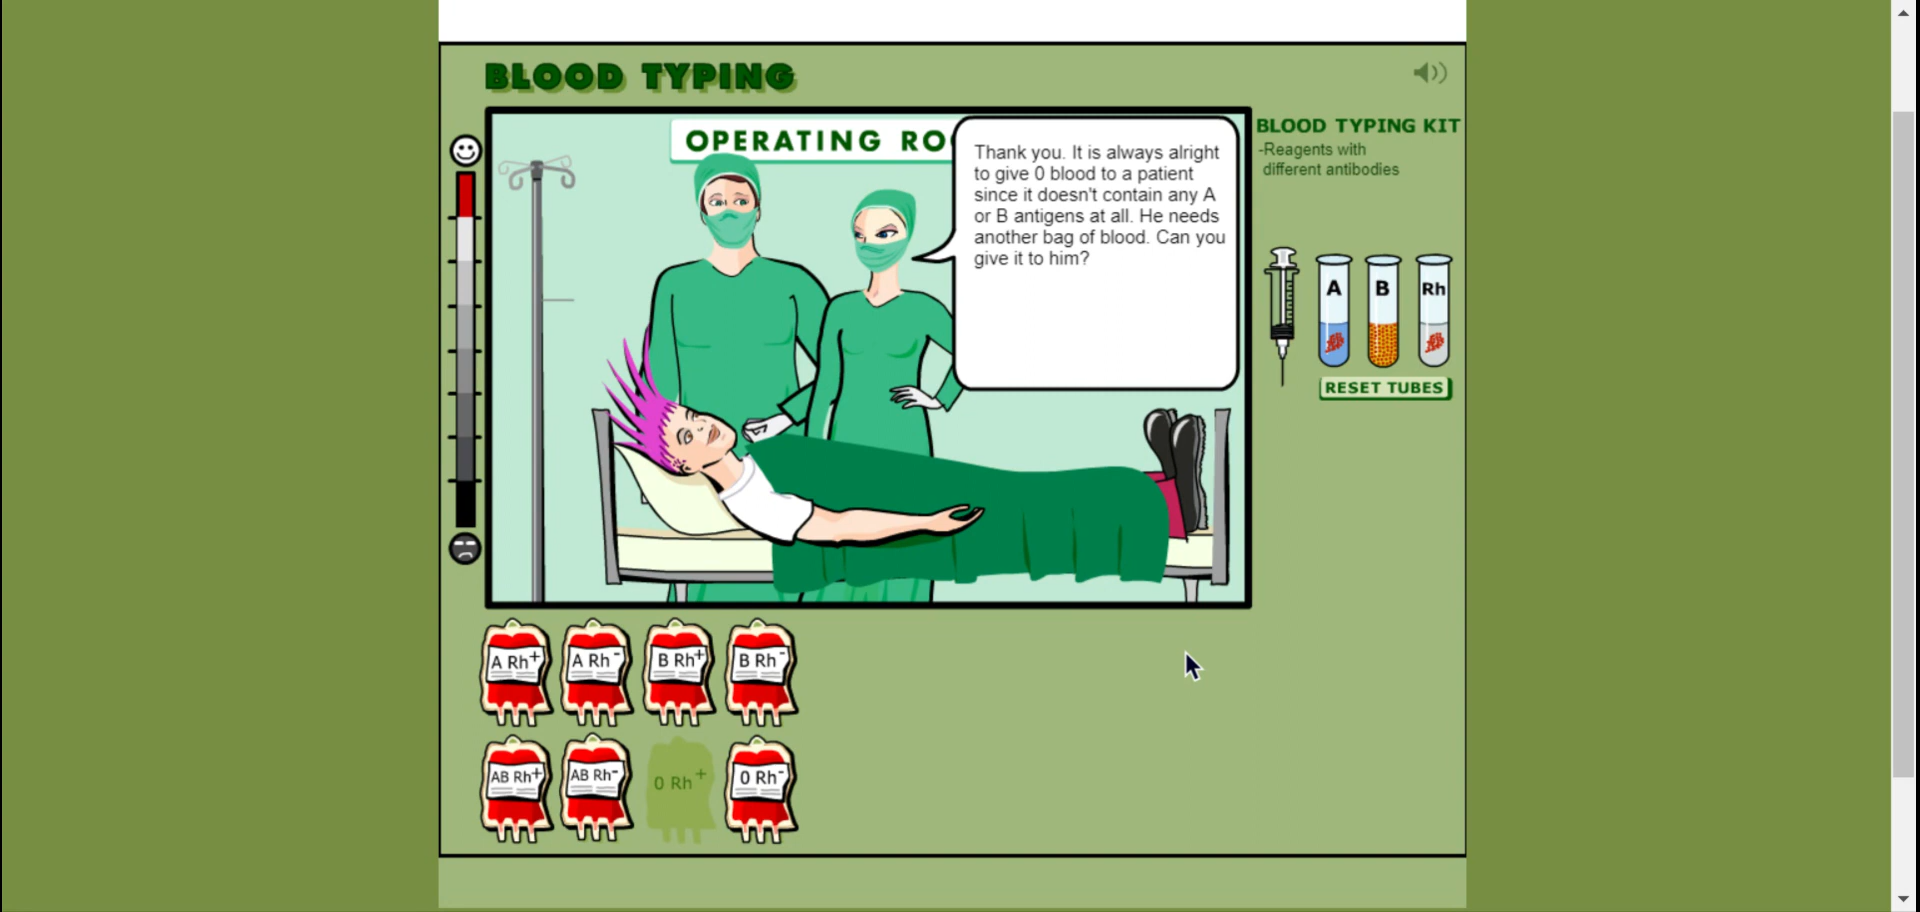 BLOOD TYPING
OPERATING RO
Thank you. It is always alright
to give 0 blood to a patient
since it doesn't contain any A
or B antigens at all. He needs
another bag of blood. Can you
give it to him?
BLOOD TYPING KIT
-Reagents with
different antibodies
A B Rh
RESET TUBES
A Rh+ A Rh- B Rh+ B Rh-
AB Rh+ AB Rh- 0 Rh+ 0 Rh-